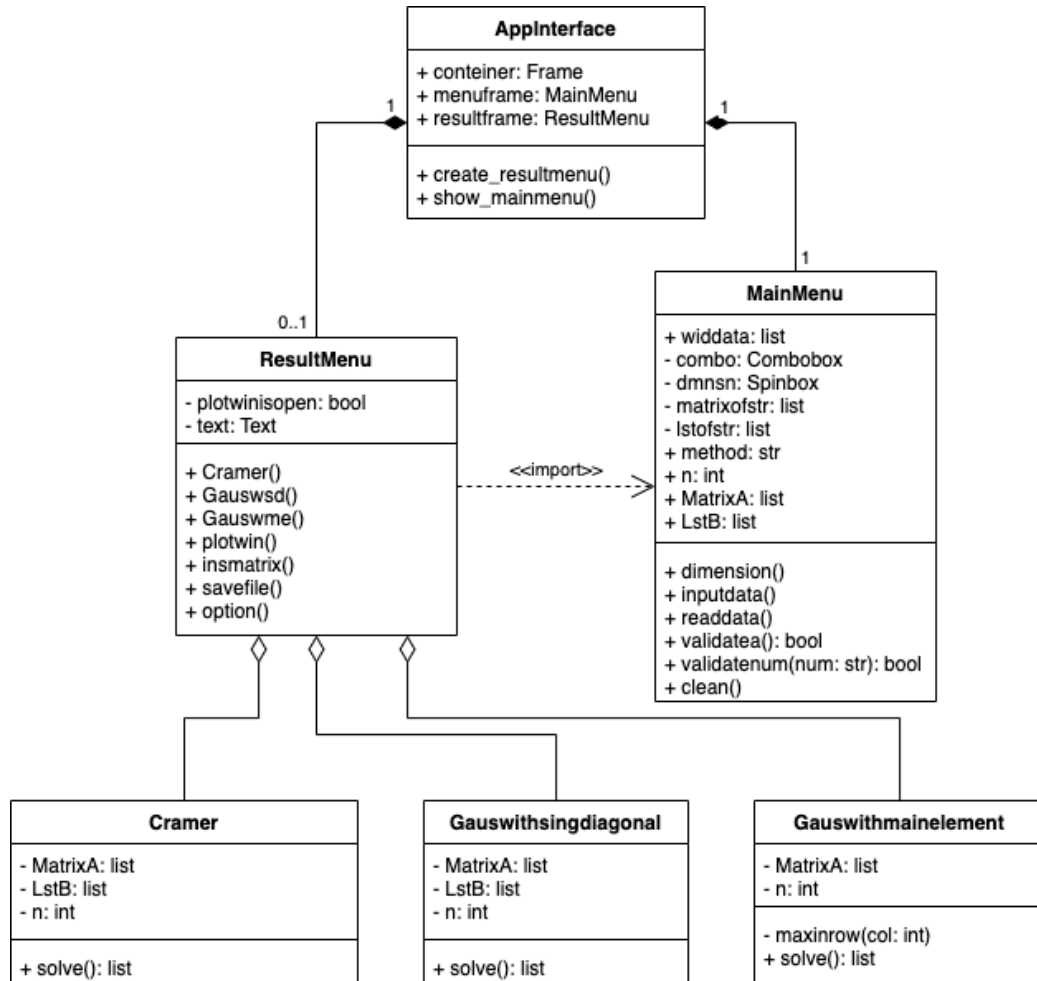 AppInterface
+ conteiner: Frame
+ menuframe: MainMenu
+ resultframe: ResultMenu
+ create_resultmenu()
+ show_mainmenu()
1
1
0..1
1
ResultMenu
- plotwinisopen: bool
- text: Text
+ Cramer()
+ Gauswsd()
+ Gauswme()
+ plotwin()
+ insmatrix()
+ savefile()
+ option()
<<import>>
MainMenu
+ widdata: list
- combo: Combobox
- dmnsn: Spinbox
- matrixofstr: list
- lstofstr: list
+ method: str
+ n: int
+ MatrixA: list
+ LstB: list
+ dimension()
+ inputdata()
+ readdata()
+ validatea(): bool
+ validatenum(num: str): bool
+ clean()
Cramer
- MatrixA: list
- LstB: list
- n: int
+ solve(): list
Gauswithsingdiagonal
- MatrixA: list
- LstB: list
- n: int
+ solve(): list
Gauswithmainelement
- MatrixA: list
- n: int
- maxinrow(col: int)
+ solve(): list